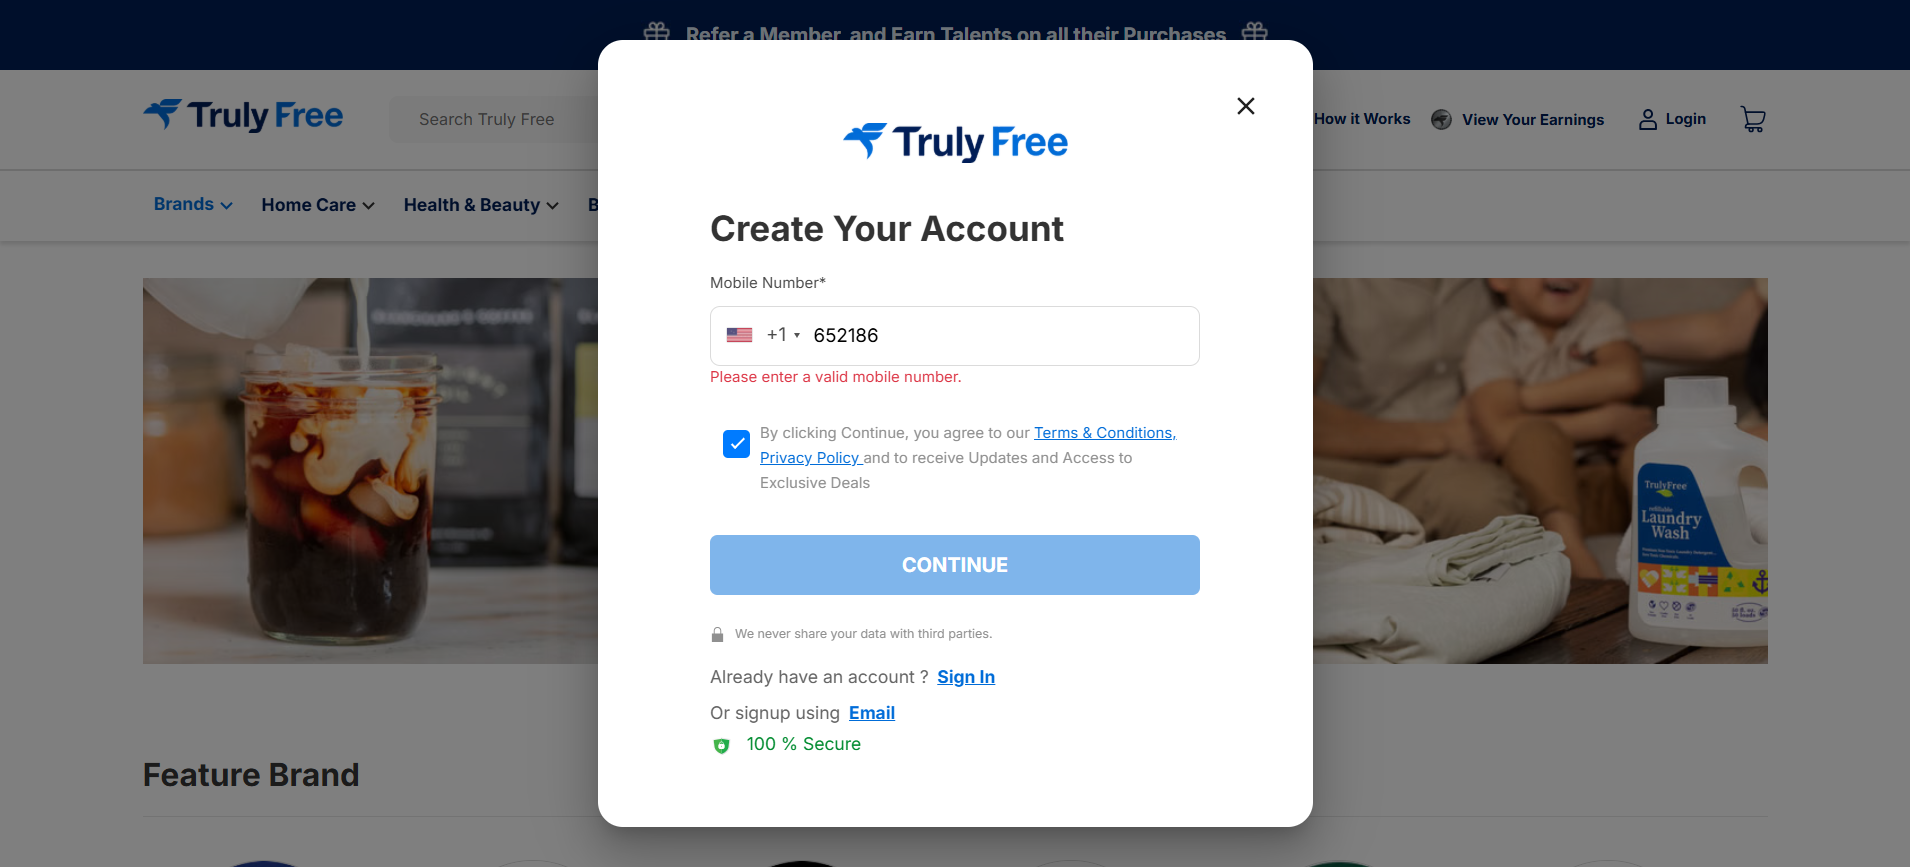 Refer a Member and Earn Talents on all their Purchases
Truly Free
Search Truly Free
How it Works
View Your Earnings
Login
Brands
Home Care
Health & Beauty
B
Truly Free
Create Your Account
Mobile Number*
+1
652186
Please enter a valid mobile number.
By clicking Continue, you agree to our Terms & Conditions,
Privacy Policy and to receive Updates and Access to
Exclusive Deals
CONTINUE
We never share your data with third parties.
Already have an account ? Sign In
Or signup using Email
100 % Secure
TrulyFree
refillable
Laundry
Wash
Feature Brand